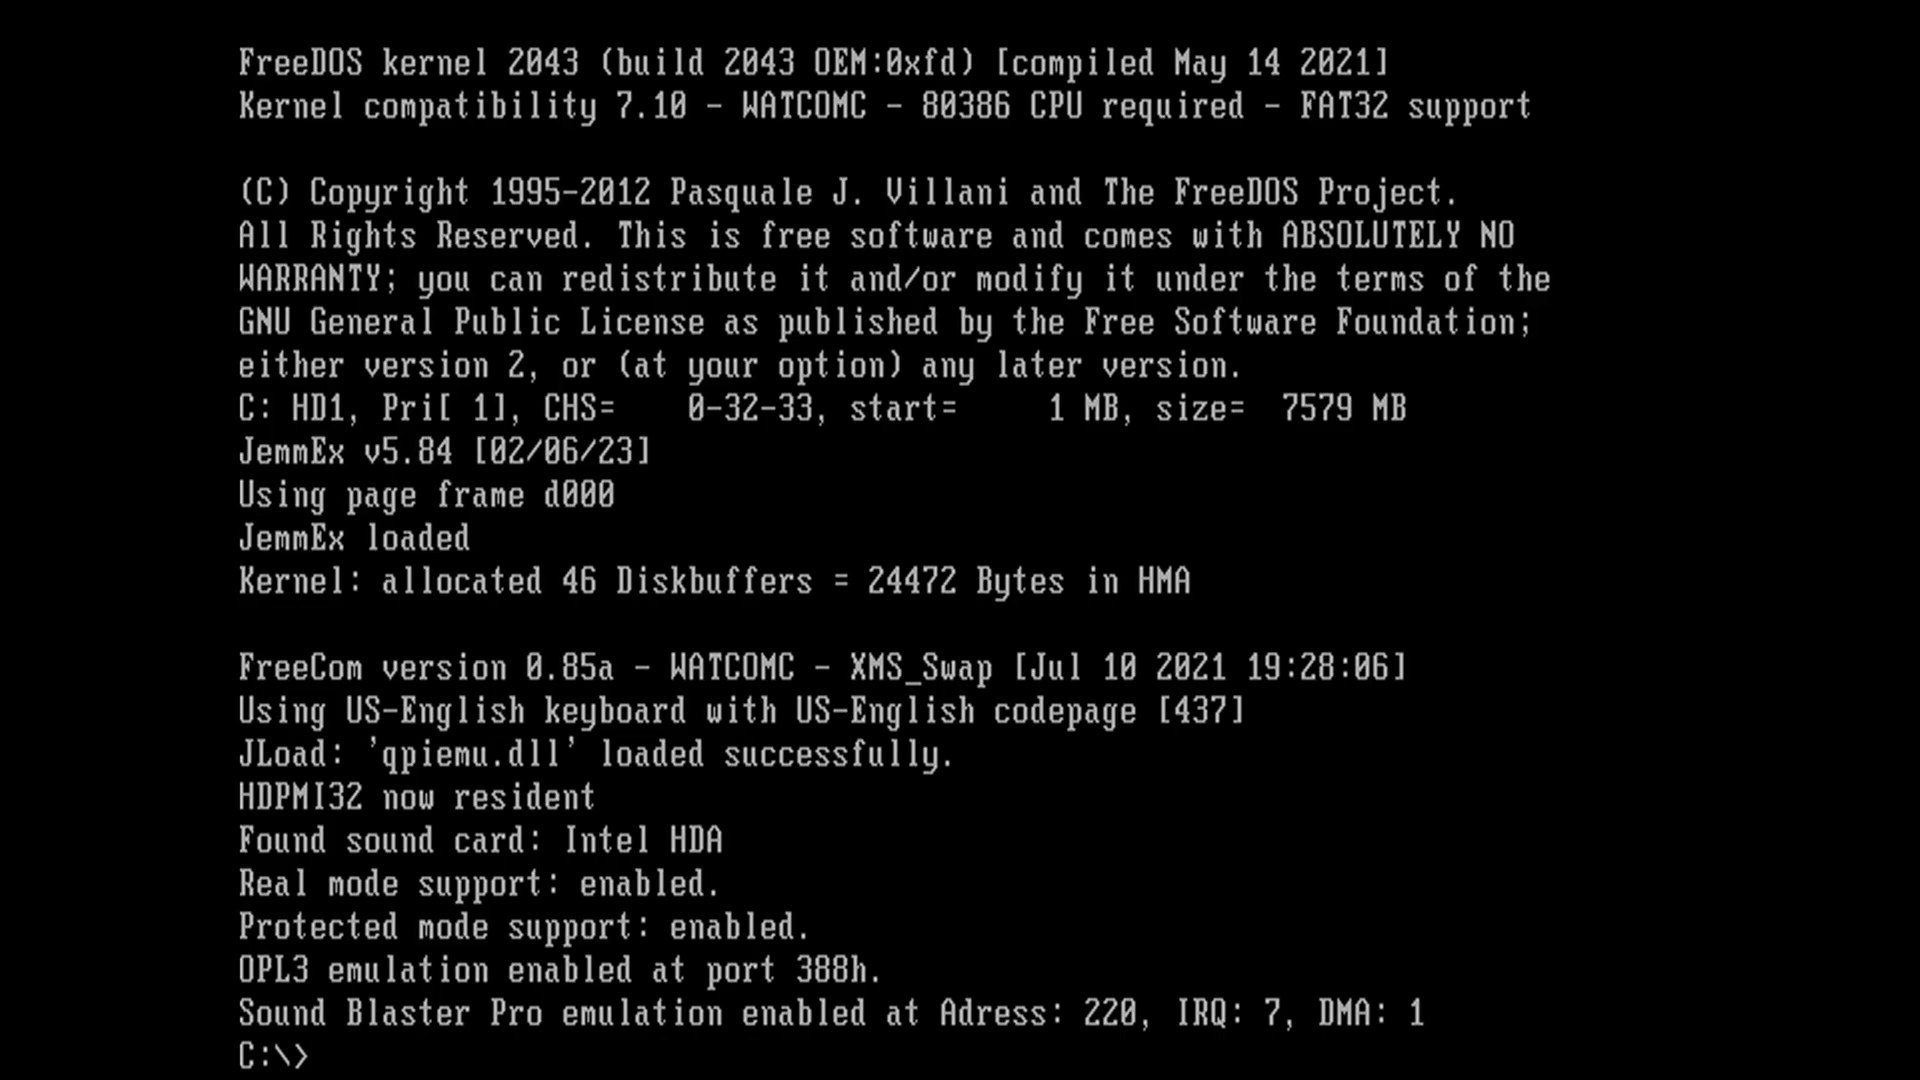 FreeDOS kernel 2043 (build 2043 OEM:0xfd) [compiled May 14 2021]
Kernel compatibility 7.10 - WATCOMC - 80386 CPU required - FAT32 support
(C) Copyright 1995-2012 Pasquale J. Villani and The FreeDOS Project.
All Rights Reserved. This is free software and comes with ABSOLUTELY NO
WARRANTY; you can redistribute it and/or modify it under the terms of the
GNU General Public License as published by the Free Software Foundation;
either version 2, or (at your option) any later version.
C: HD1, Pri[ 1], CHS=    0-32-33, start=     1 MB, size=  7579 MB
JemmEx v5.84 [02/06/23]
Using page frame d000
JemmEx loaded
Kernel: allocated 46 Diskbuffers = 24472 Bytes in HMA
FreeCom version 0.85a - WATCOMC - XMS_Swap [Jul 10 2021 19:28:06]
Using US-English keyboard with US-English codepage [437]
JLoad: 'qpiemu.dll' loaded successfully.
HDPMI32 now resident
Found sound card: Intel HDA
Real mode support: enabled.
Protected mode support: enabled.
OPL3 emulation enabled at port 388h.
Sound Blaster Pro emulation enabled at Adress: 220, IRQ: 7, DMA: 1
C:\>